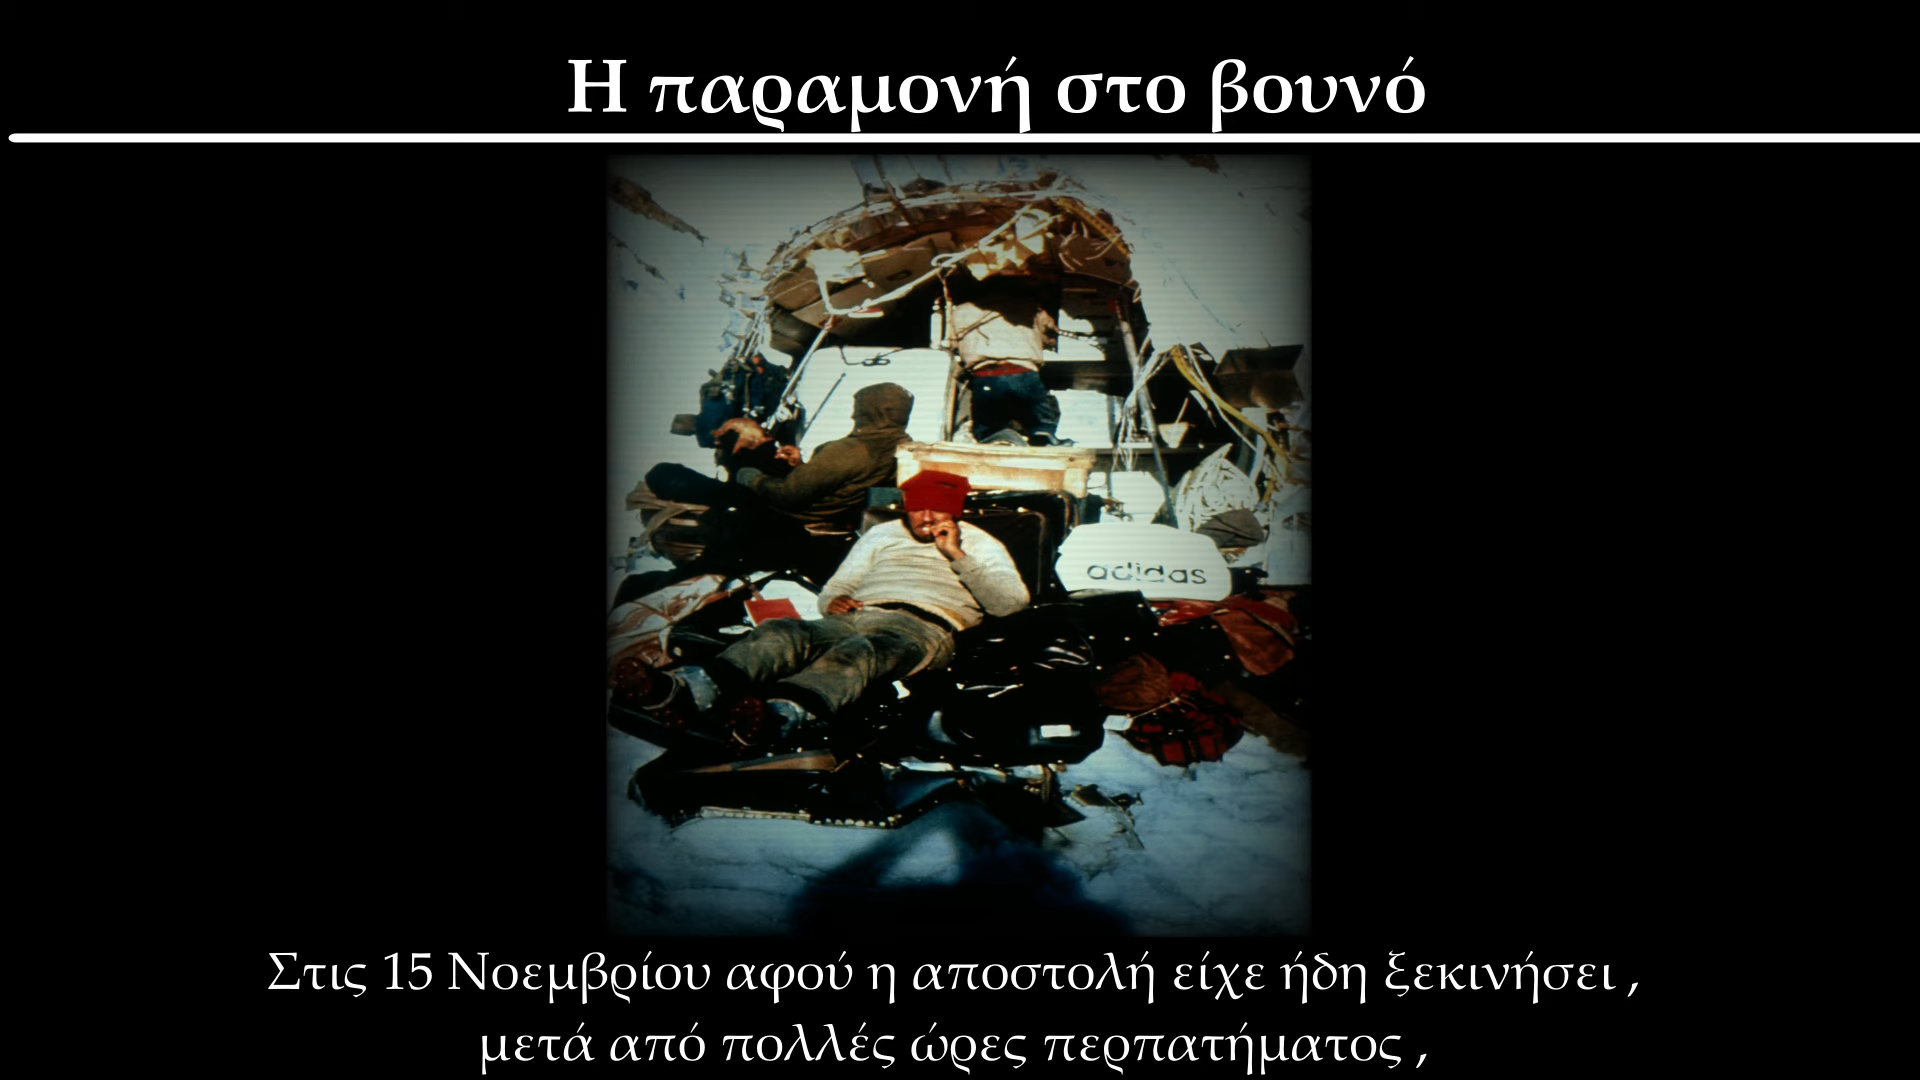 Η παραμονή στο βουνό
adidas
Στις 15 Νοεμβρίου αφού η αποστολή είχε ήδη ξεκινήσει ,
μετά από πολλές ώρες περπατήματος ,